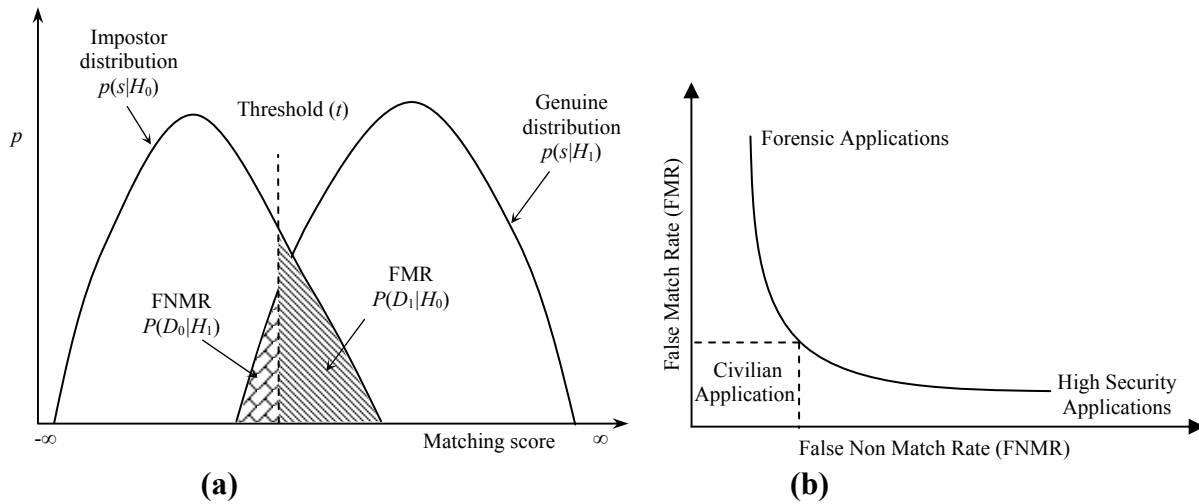 Impostor
distribution
p(s|H0)
Threshold (t)
Genuine
distribution
p(s|H1)
p
FNMR
P(D0|H1)
FMR
P(D1|H0)
-∞
Matching score
∞
(a)
False Match Rate (FMR)
Forensic Applications
Civilian
Application
High Security
Applications
False Non Match Rate (FNMR)
(b)